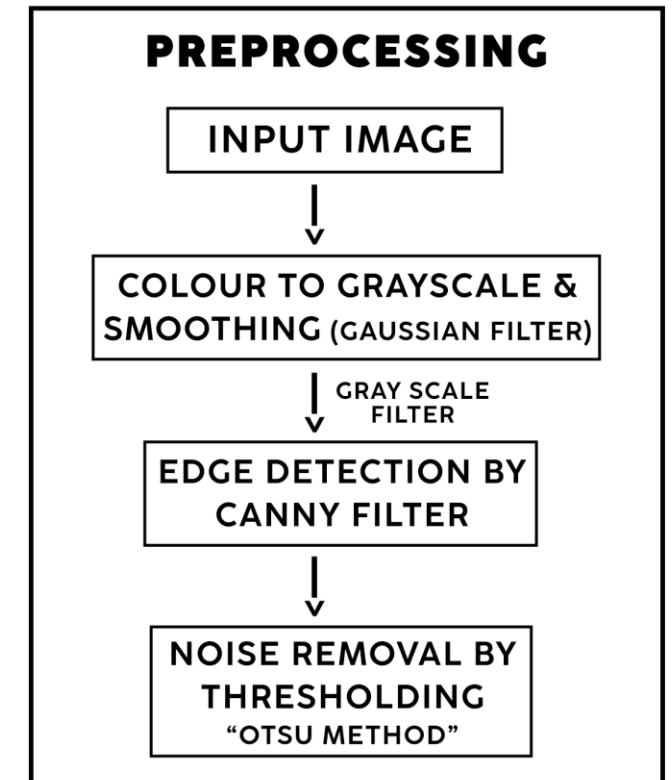 PREPROCESSING
INPUT IMAGE
COLOUR TO GRAYSCALE &
SMOOTHING (GAUSSIAN FILTER)
GRAY SCALE
FILTER
EDGE DETECTION BY
CANNY FILTER
NOISE REMOVAL BY
THRESHOLDING
“OTSU METHOD”